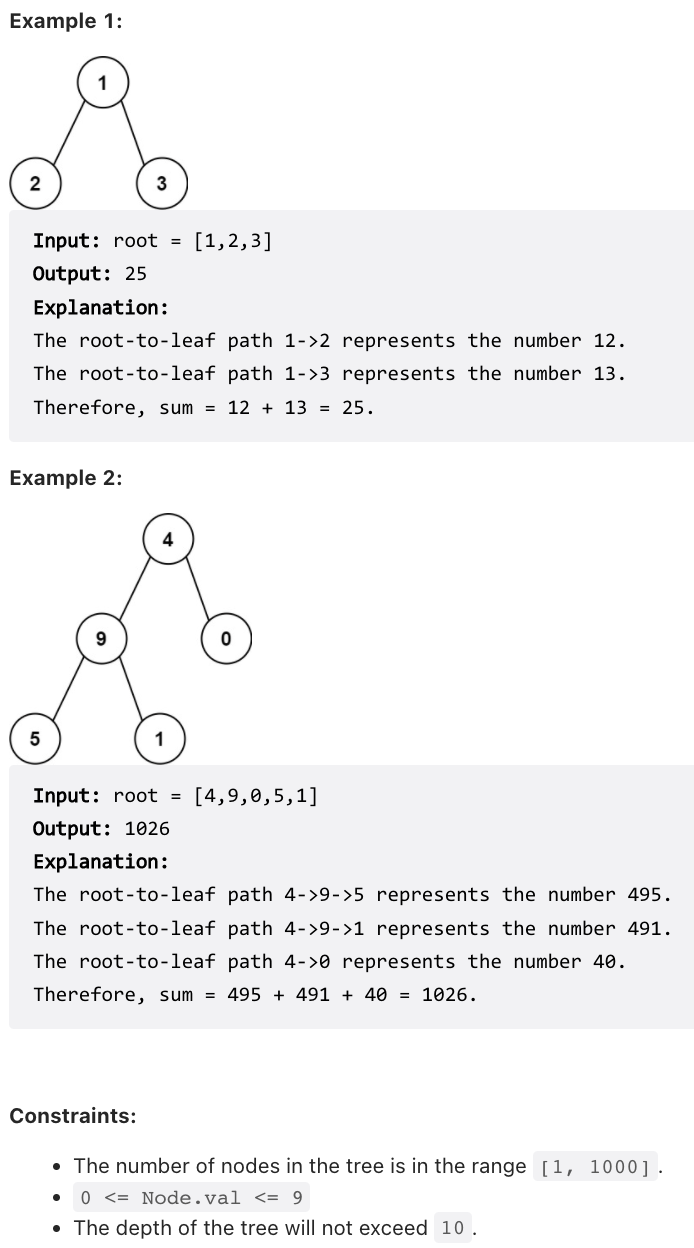 Example 1:
1
2
3
Input: root = [1,2,3]
Output: 25
Explanation:
The root-to-leaf path 1->2 represents the number 12.
The root-to-leaf path 1->3 represents the number 13.
Therefore, sum = 12 + 13 = 25.
Example 2:
4
9
0
5
1
Input: root = [4,9,0,5,1]
Output: 1026
Explanation:
The root-to-leaf path 4->9->5 represents the number 495.
The root-to-leaf path 4->9->1 represents the number 491.
The root-to-leaf path 4->0 represents the number 40.
Therefore, sum = 495 + 491 + 40 = 1026.
Constraints:
• The number of nodes in the tree is in the range [1, 1000].
• 0 <= Node.val <= 9
• The depth of the tree will not exceed 10.